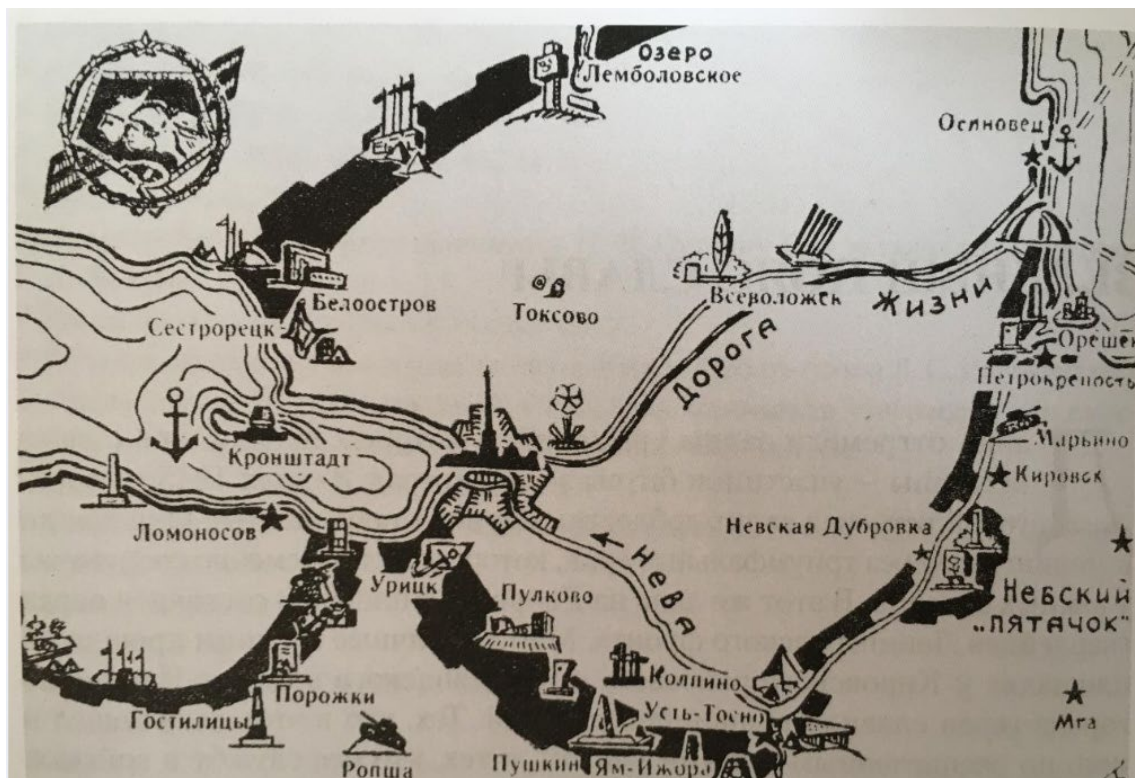 Озеро
Лемболовское
Осиновец
Белоостров
Токсово
Всеволожск
Жизни
Сестрорецк
Дорога
Орешек
Петрокрепость
Марьино
Кронштадт
Кировск
Ломоносов
Невская Дубровка
Нева
Урицк
Пулково
Невский
„Пятачок"
Колпино
Порожки
Гостилицы
Усть-Тосно
Мга
Ропша
Пушкин
Ям-Ижора